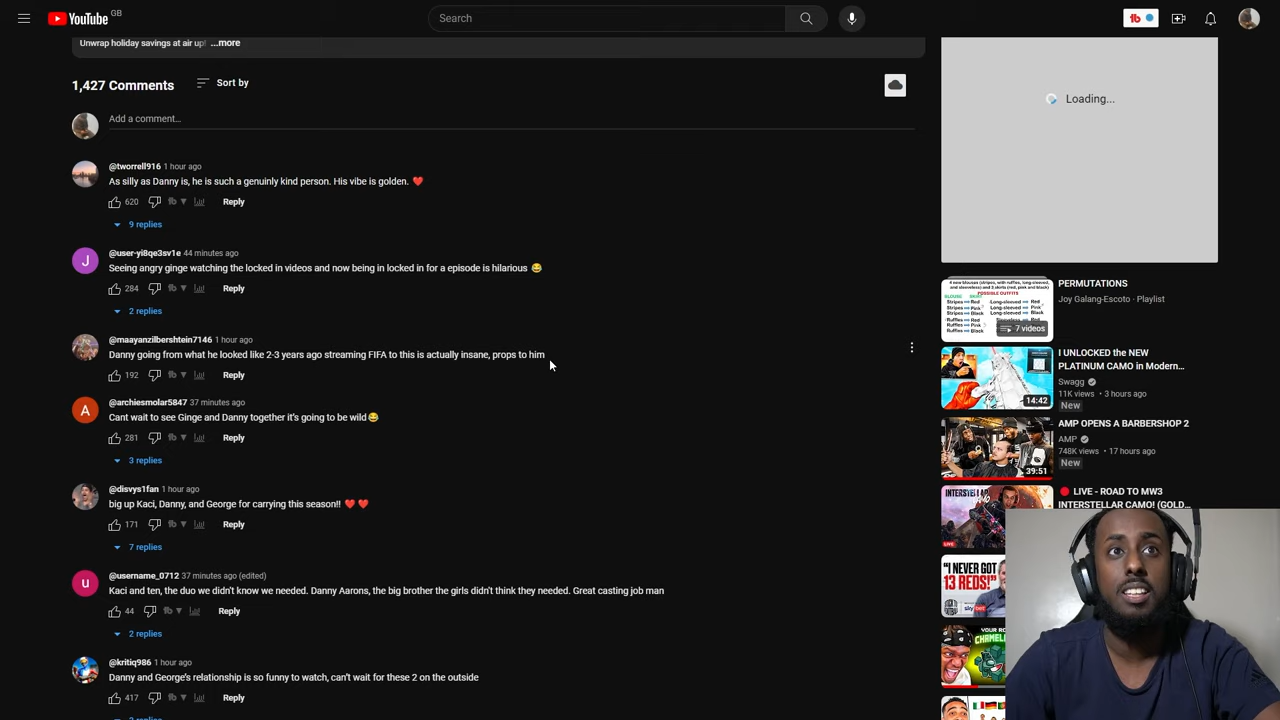 YouTube GB
Search
Unwrap holiday savings at air up! ...more
1,427 Comments
Sort by
Add a comment...
@tworrell916 1 hour ago
As silly as Danny is, he is such a genuinely kind person. His vibe is golden. ❤️
620
Reply
9 replies
J
@user-yi8qe3sv1e 44 minutes ago
Seeing angry ginge watching the locked in videos and now being in locked in for a episode is hilarious 😂
284
Reply
2 replies
@maayanzilbershtein7146 1 hour ago
Danny going from what he looked like 2-3 years ago streaming FIFA to this is actually insane, props to him
192
Reply
A
@archiesmolar5847 37 minutes ago
Cant wait to see Ginge and Danny together it's going to be wild😂
281
Reply
3 replies
@disvys1fan 1 hour ago
big up Kaci, Danny, and George for carrying this season!! ❤️ ❤️
171
Reply
7 replies
u
@username_0712 37 minutes ago (edited)
Kaci and ten, the duo we didn't know we needed. Danny Aarons, the big brother the girls didn't think they needed. Great casting job man
44
Reply
2 replies
@kritiq986 1 hour ago
Danny and George's relationship is so funny to watch, can't wait for these 2 on the outside
417
Reply
Loading...
7 videos
PERMUTATIONS
Joy Galang-Escoto · Playlist
14:42
I UNLOCKED the NEW
PLATINUM CAMO in Modern...
Swagg
11K views · 3 hours ago
New
39:51
AMP OPENS A BARBERSHOP 2
AMP
748K views · 17 hours ago
New
LIVE - ROAD TO MW3
INTERSTELLAR CAMO! (GOLD...
LIVE
"I NEVER GOT
13 REDS!"
sky bet